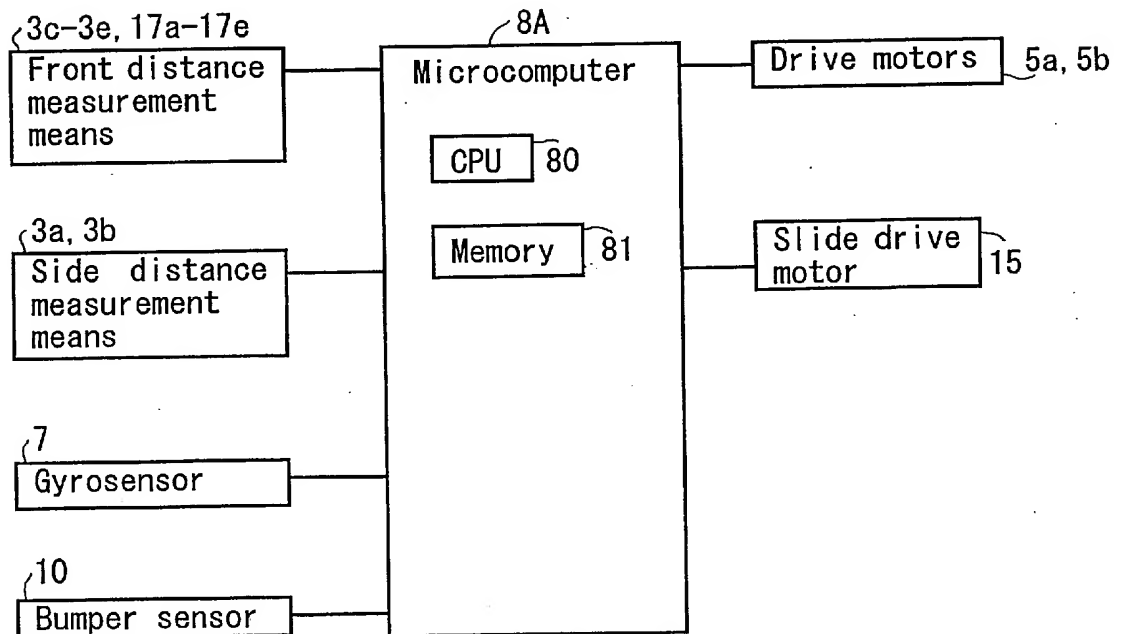 3c-3e, 17a-17e
Front distance
measurement
means
3a, 3b
Side distance
measurement
means
7
Gyrosensor
10
Bumper sensor
8A
Microcomputer
CPU
80
Memory
81
Drive motors
5a, 5b
Slide drive
motor
15